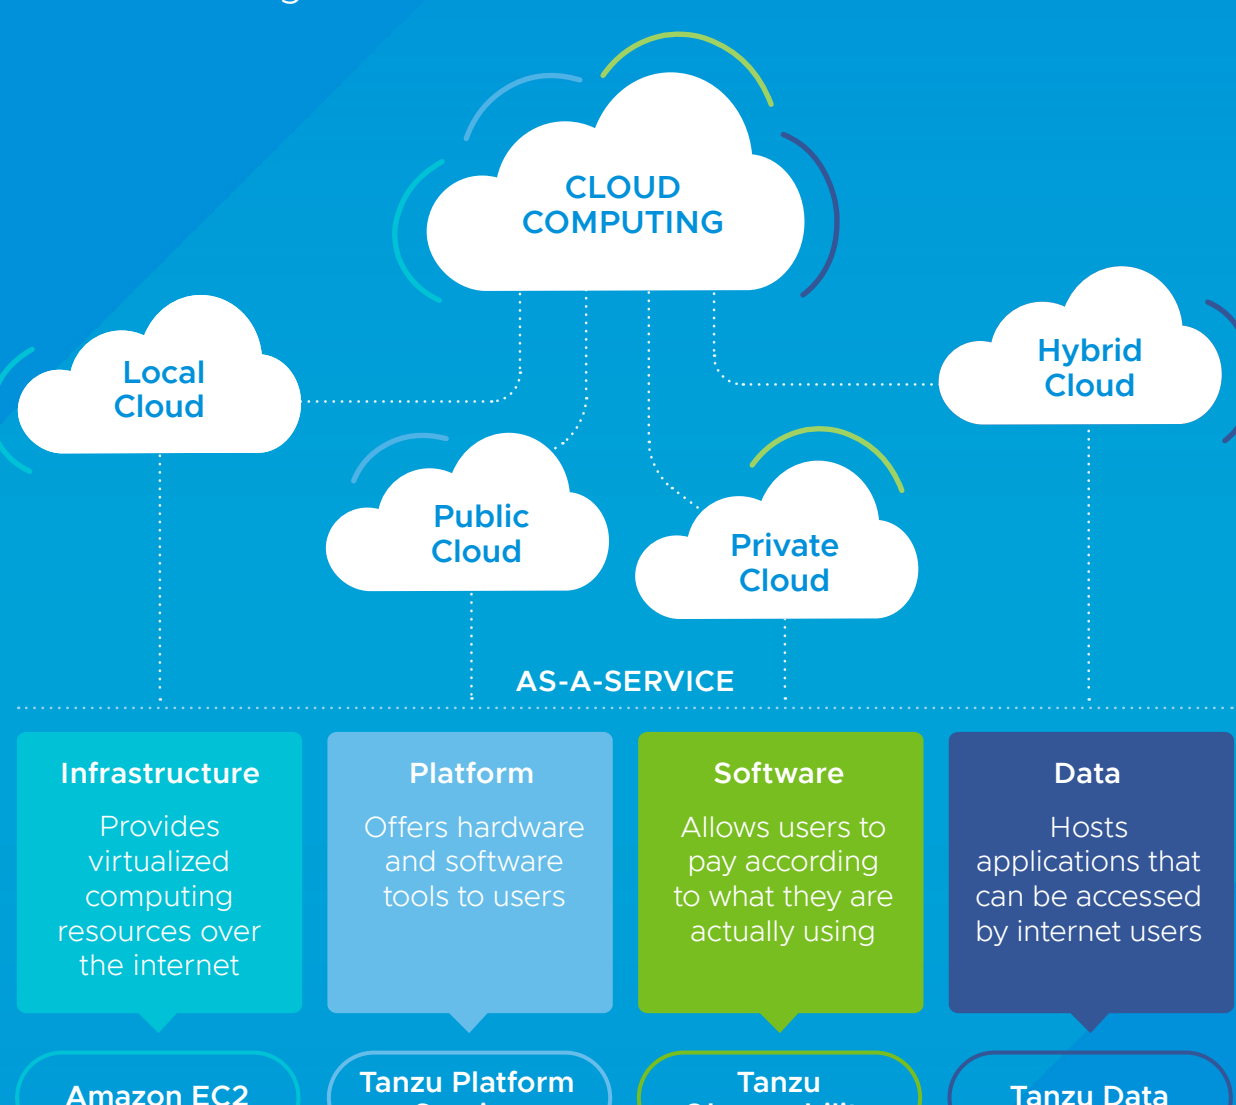 CLOUD
COMPUTING
Local
Cloud
Hybrid
Cloud
Public
Cloud
Private
Cloud
AS-A-SERVICE
Infrastructure
Provides
virtualized
computing
resources over
the internet
Platform
Offers hardware
and software
tools to users
Software
Allows users to
pay according
to what they are
actually using
Data
Hosts
applications that
can be accessed
by internet users
Amazon EC2
Tanzu Platform
Tanzu
Tanzu Data